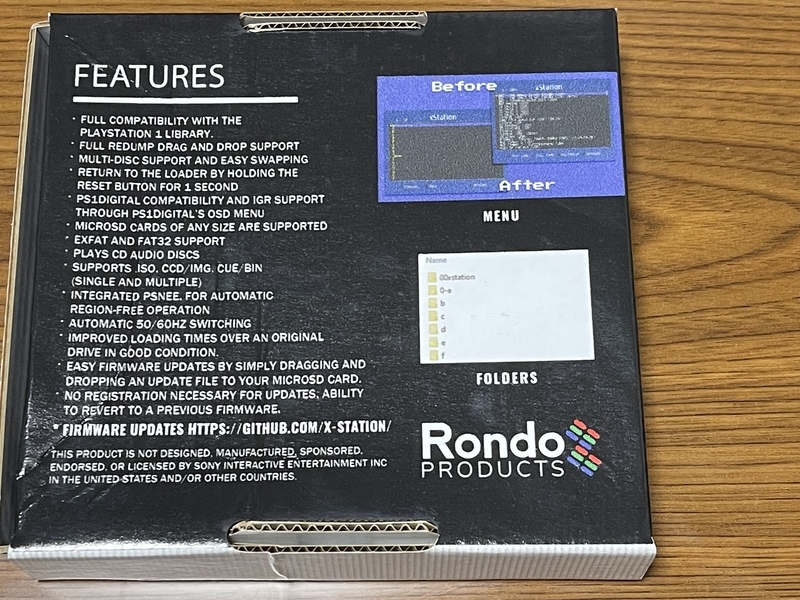 FEATURES
· FULL COMPATIBILITY WITH THE
PLAYSTATION 1 LIBRARY.
· FULL REDUMP DRAG AND DROP SUPPORT
· MULTI-DISC SUPPORT AND EASY SWAPPING
· RETURN TO THE LOADER BY HOLDING THE
RESET BUTTON FOR 1 SECOND
· PS1DIGITAL COMPATIBILITY AND IGR SUPPORT
THROUGH PS1DIGITAL'S OSD MENU
· MICROSD CARDS OF ANY SIZE ARE SUPPORTED
· EXFAT AND FAT32 SUPPORT
· PLAYS CD AUDIO DISCS
· SUPPORTS .ISO, CCD/IMG, CUE/BIN
(SINGLE AND MULTIPLE)
· INTEGRATED PSNEE, FOR AUTOMATIC
REGION-FREE OPERATION
· AUTOMATIC 50/60HZ SWITCHING
· IMPROVED LOADING TIMES OVER AN ORIGINAL
DRIVE IN GOOD CONDITION.
· EASY FIRMWARE UPDATES BY SIMPLY DRAGGING AND
DROPPING AN UPDATE FILE TO YOUR MICROSD CARD.
· NO REGISTRATION NECESSARY FOR UPDATES, ABILITY
TO REVERT TO A PREVIOUS FIRMWARE.
* FIRMWARE UPDATES HTTPS://GITHUB.COM/X-STATION/
THIS PRODUCT IS NOT DESIGNED, MANUFACTURED, SPONSORED,
ENDORSED, OR LICENSED BY SONY INTERACTIVE ENTERTAINMENT INC
IN THE UNITED STATES AND/OR OTHER COUNTRIES.
Before
xStation
xStation
After
MENU
Name
00xstation
0-a
b
c
d
e
f
FOLDERS
Rondo
PRODUCTS